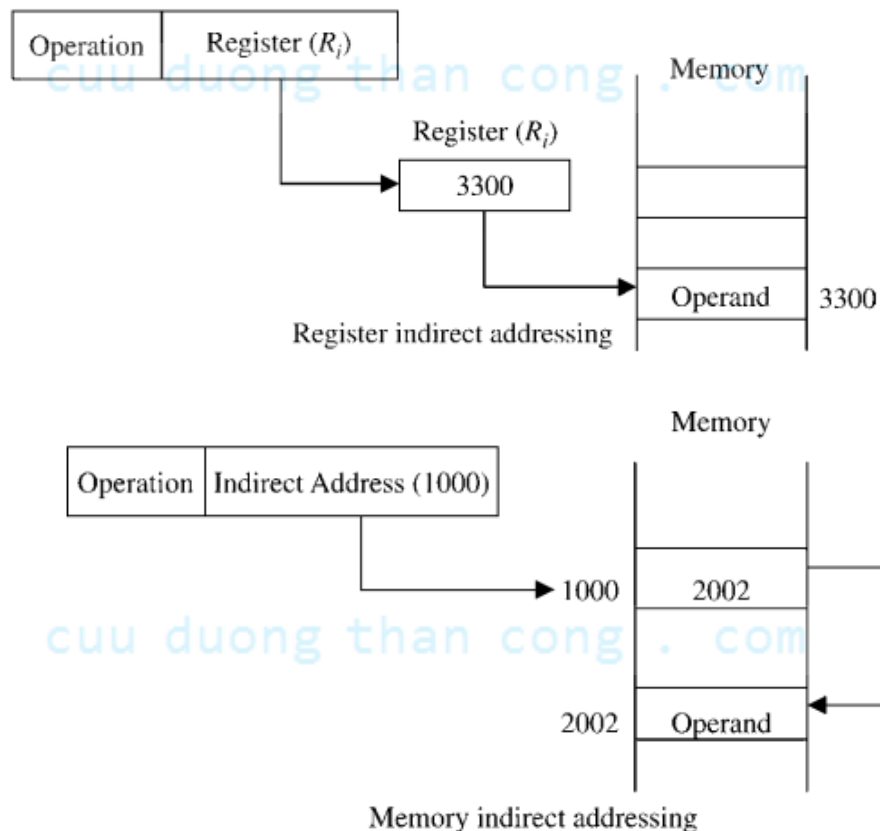 Operation Register (Ri)
cuu duong than cong . com
Memory
Register (Ri)
3300
Operand 3300
Register indirect addressing
Memory
Operation Indirect Address (1000)
1000 2002
cuu duong than cong . com
2002 Operand
Memory indirect addressing